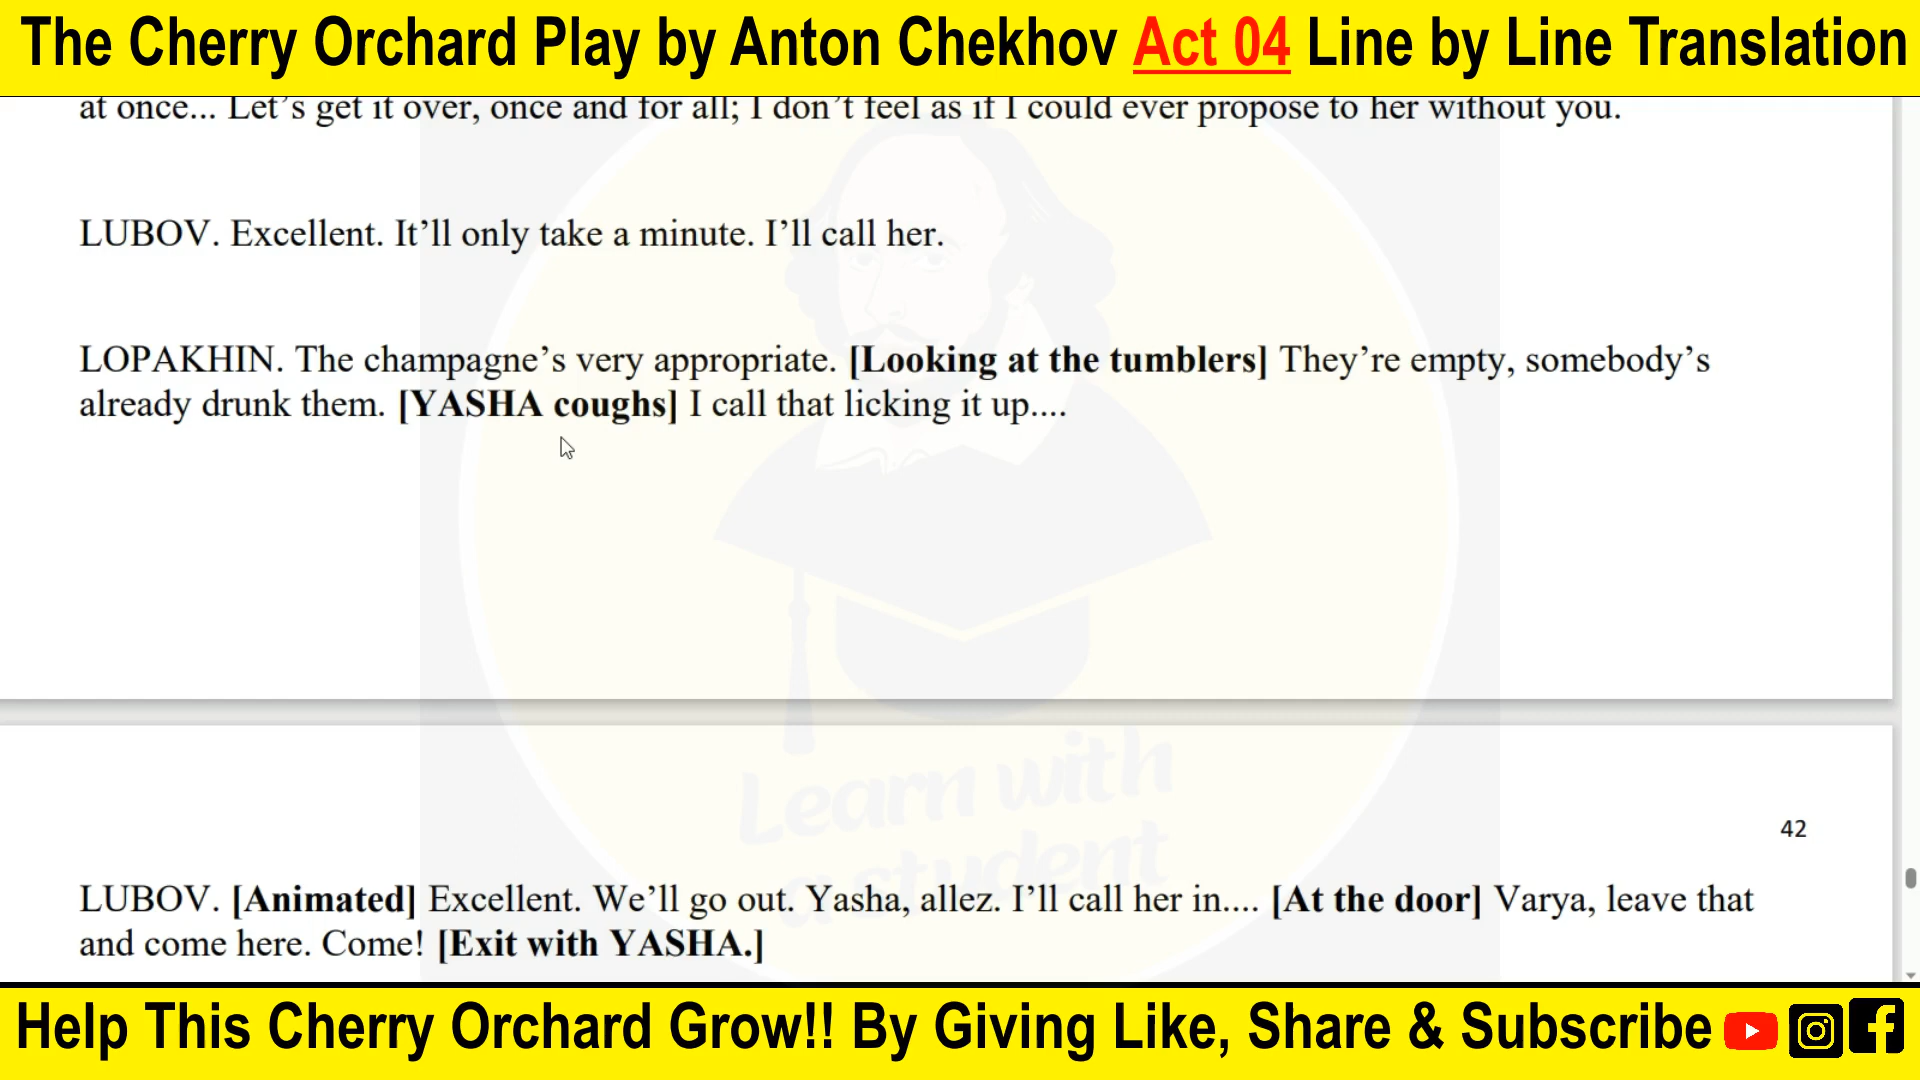 The Cherry Orchard Play by Anton Chekhov Act 04 Line by Line Translation
at once... Let’s get it over, once and for all; I don’t feel as if I could ever propose to her without you.
LUBOV. Excellent. It’ll only take a minute. I’ll call her.
LOPAKHIN. The champagne’s very appropriate. [Looking at the tumblers] They’re empty, somebody’s
already drunk them. [YASHA coughs] I call that licking it up....
Learn with
a student
42
LUBOV. [Animated] Excellent. We’ll go out. Yasha, allez. I’ll call her in.... [At the door] Varya, leave that
and come here. Come! [Exit with YASHA.]
Help This Cherry Orchard Grow!! By Giving Like, Share & Subscribe